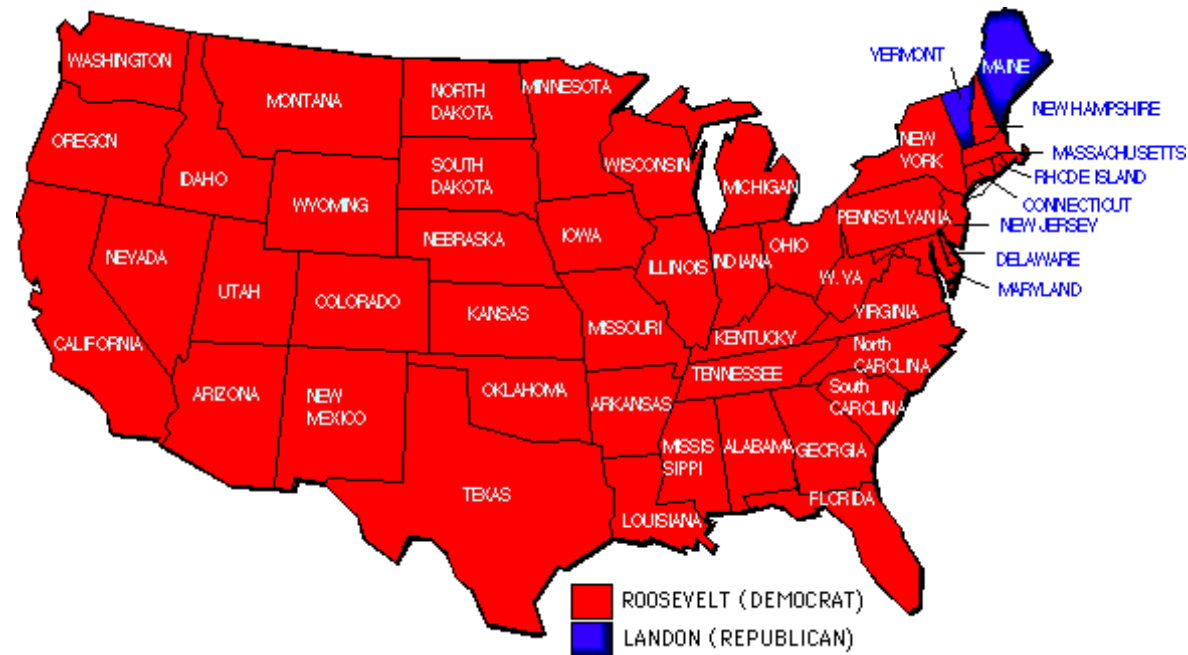 WASHINGTON
MONTANA
NORTH
DAKOTA
MINNESOTA
VERMONT
MAINE
NEW HAMPSHIRE
OREGON
IDAHO
SOUTH
DAKOTA
WISCONSIN
MICHIGAN
NEW
YORK
MASSACHUSETTS
RHODE ISLAND
CONNECTICUT
WYOMING
NEBRASKA
IOWA
PENNSYLVANIA
NEW JERSEY
NEVADA
UTAH
COLORADO
ILLINOIS
INDIANA
OHIO
W. VA
DELAWARE
MARYLAND
CALIFORNIA
KANSAS
MISSOURI
KENTUCKY
VIRGINIA
ARIZONA
NEW
MEXICO
OKLAHOMA
ARKANSAS
TENNESSEE
North
CAROLINA
South
CAROLINA
TEXAS
LOUISIANA
MISSIS
SIPPI
ALABAMA
GEORGIA
FLORIDA
ROOSEVELT (DEMOCRAT)
LANDON (REPUBLICAN)